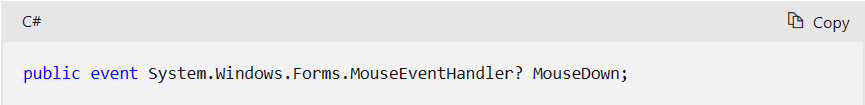 C#
Copy
public event System.Windows.Forms.MouseEventHandler? MouseDown;